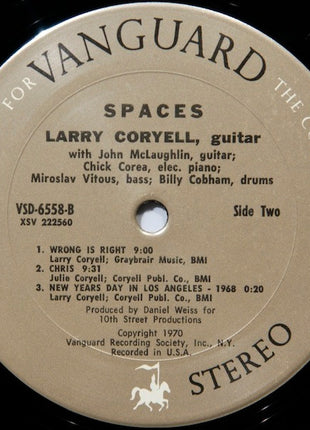 FOR VANGUARD THE CO
SPACES
LARRY CORYELL, guitar
with John McLaughlin, guitar;
Chick Corea, elec. piano;
Miroslav Vitous, bass; Billy Cobham, drums
VSD-6558-B
Side Two
XSV 222560
1. WRONG IS RIGHT 9:00
Larry Coryell; Graybrair Music, BMI
2. CHRIS 9:31
Julie Coryell; Coryell Publ. Co., BMI
3. NEW YEARS DAY IN LOS ANGELES - 1968 0:20
Larry Coryell; Coryell Publ. Co., BMI
Produced by Daniel Weiss for
10th Street Productions
Copyright 1970
Vanguard Recording Society, Inc., N.Y.
Recorded in U.S.A.
STEREO